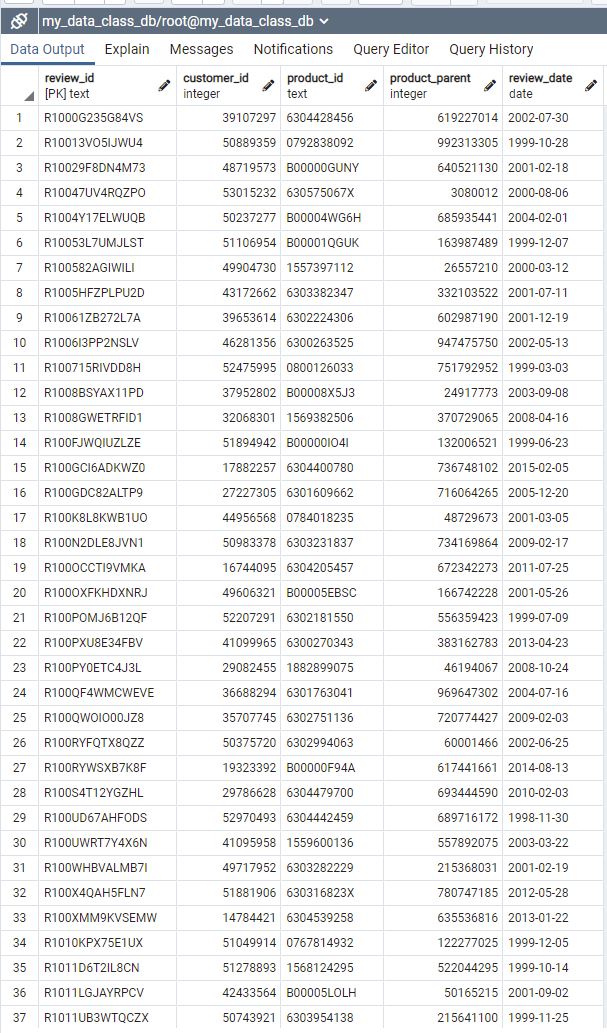 my_data_class_db/root@my_data_class_db
Data Output Explain Messages Notifications Query Editor Query History
review_id customer_id product_id product_parent review_date
[PK] text integer text integer date
1 R1000G235G84VS 39107297 6304428456 619227014 2002-07-30
2 R10013VO5IJWU4 50889359 0792838092 992313305 1999-10-28
3 R10029F8DN4M73 48719573 B00000GUNY 640521130 2001-02-18
4 R10047UV4RQZPO 53015232 630575067X 3080012 2000-08-06
5 R1004Y17ELWUQB 50237277 B00004WG6H 685935441 2004-02-01
6 R10053L7UMJLST 51106954 B00001QGUK 163987489 1999-12-07
7 R100582AGIWILI 49904730 1557397112 26557210 2000-03-12
8 R1005HFZPLPU2D 43172662 6303382347 332103522 2001-07-11
9 R10061ZB272L7A 39653614 6302224306 602987190 2001-12-19
10 R1006I3PP2NSLV 46281356 6300263525 947475750 2002-05-13
11 R100715RIVDD8H 52475995 0800126033 751792952 1999-03-03
12 R1008BSYAX11PD 37952802 B00008X5J3 24917773 2003-09-08
13 R1008GWETRFID1 32068301 1569382506 370729065 2008-04-16
14 R100FJWQIUZLZE 51894942 B00000IO4I 132006521 1999-06-23
15 R100GCI6ADKWZ0 17882257 6304400780 736748102 2015-02-05
16 R100GDC82ALTP9 27227305 6301609662 716064265 2005-12-20
17 R100K8L8KWB1UO 44956568 0784018235 48729673 2001-03-05
18 R100N2DLE8JVN1 50983378 6303231837 734169864 2009-02-17
19 R100OCCTI9VMKA 16744095 6304205457 672342273 2011-07-25
20 R100OXFKHDXNRJ 49606321 B00005EBSC 166742228 2001-05-26
21 R100POMJ6B12QF 52207291 6302181550 556359423 1999-07-09
22 R100PXU8E34FBV 41099965 6300270343 383162783 2013-04-23
23 R100PY0ETC4J3L 29082455 1882899075 46194067 2008-10-24
24 R100QF4WMCWEVE 36688294 6301763041 969647302 2004-07-16
25 R100QWOIO00JZ8 35707745 6302751136 720774427 2009-02-03
26 R100RYFQTX8QZZ 50375720 6302994063 60001466 2002-06-25
27 R100RYWSXB7K8F 19323392 B00000F94A 617441661 2014-08-13
28 R100S4T12YGZHL 29786628 6304479700 693444590 2010-02-03
29 R100UD67AHFODS 52970493 6304442459 689716172 1998-11-30
30 R100UWRT7Y4X6N 41095958 1559600136 557892075 2003-03-22
31 R100WHBVALMB7I 49717952 6303282229 215368031 2001-02-19
32 R100X4QAH5FLN7 51881906 630316823X 780747185 2012-05-28
33 R100XMM9KVSEMW 14784421 6304539258 635536816 2013-01-22
34 R1010KPX75E1UX 51049914 0767814932 122277025 1999-12-05
35 R1011D6T2IL8CN 51278893 1568124295 522044295 1999-10-14
36 R1011LGJAYRPCV 42433564 B00005LOLH 50165215 2001-09-02
37 R1011UB3WTQCZX 50743921 6303954138 215641100 1999-11-25